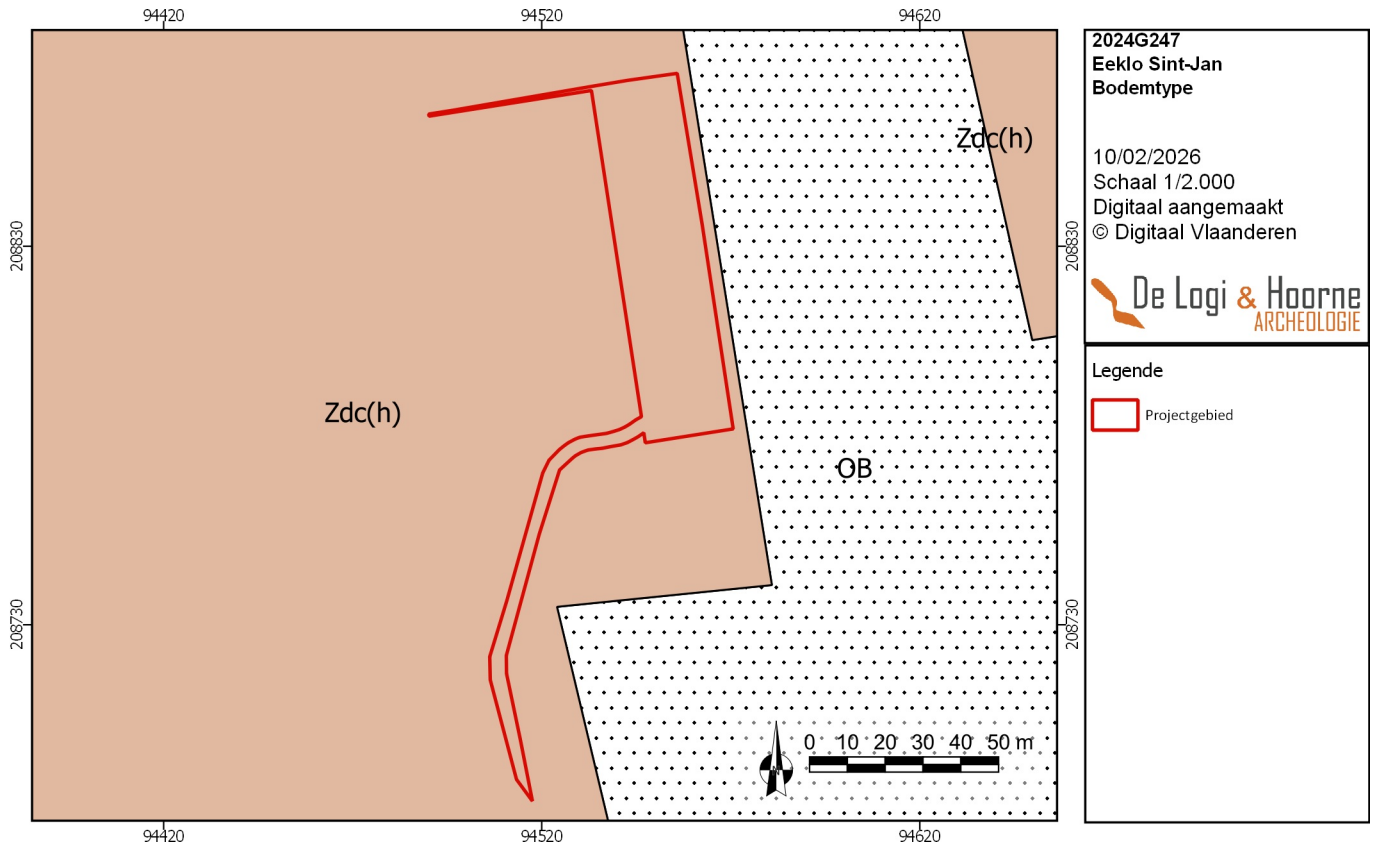 94420 94520 94620
2024G247
Eeklo Sint-Jan
Bodemtype
Zdc(h)
10/02/2026
Schaal 1/2.000
Digitaal aangemaakt
© Digitaal Vlaanderen
208830 208830
De Logi & Hoorne
ARCHEOLOGIE
Legende
Projectgebied
Zdc(h)
OB
208730 208730
0 10 20 30 40 50 m
N
94420 94520 94620